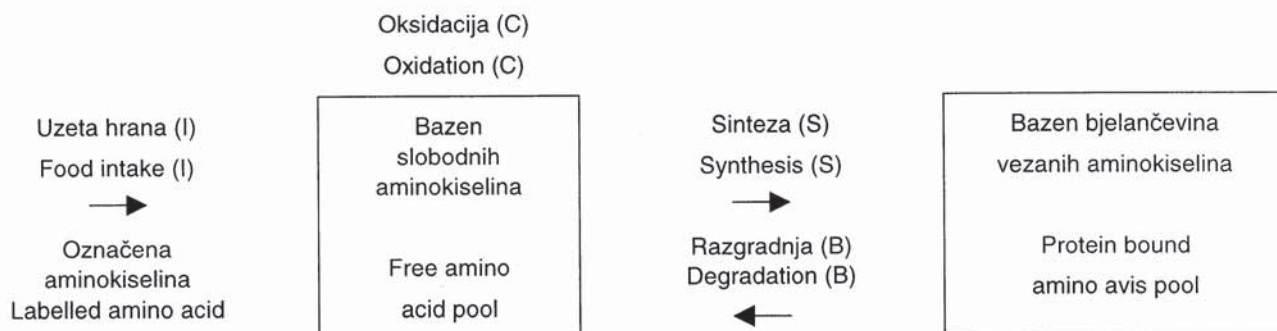 Oksidacija (C)
Oxidation (C)
Uzeta hrana (I)
Food intake (I)
Označena
aminokiselina
Labelled amino acid
Bazen
slobodnih
aminokiselina
Free amino
acid pool
Sinteza (S)
Synthesis (S)
Razgradnja (B)
Degradation (B)
Bazen bjelančevina
vezanih aminokiselina
Protein bound
amino avis pool